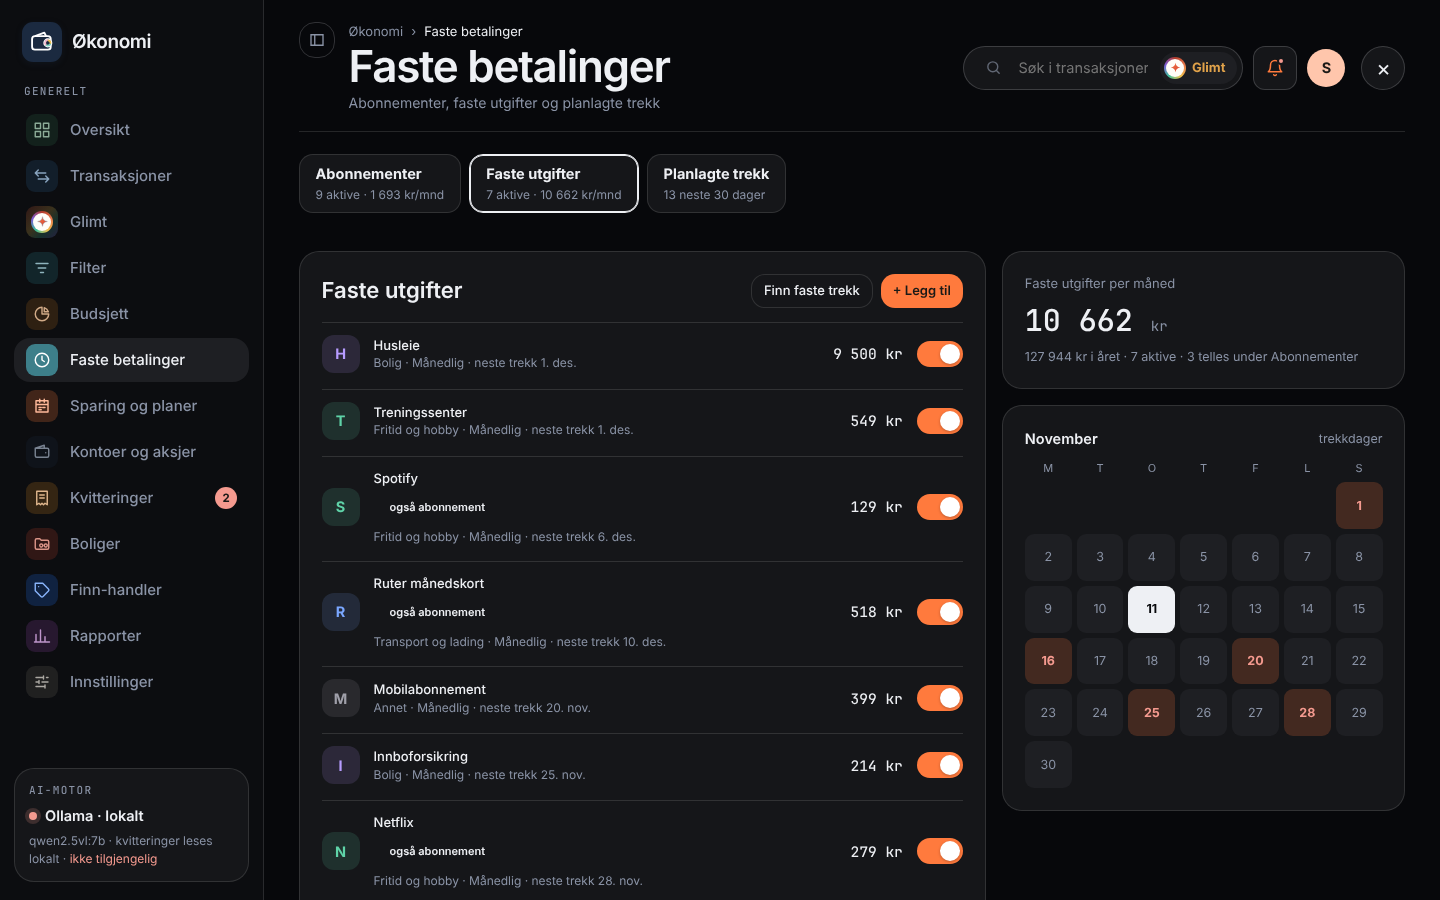 Økonomi
GENERELT
Oversikt
Transaksjoner
Glimt
Filter
Budsjett
Faste betalinger
Sparing og planer
Kontoer og aksjer
Kvitteringer 2
Boliger
Finn-handler
Rapporter
Innstillinger
AI-MOTOR
Ollama · lokalt
qwen2.5vl:7b · kvitteringer leses
lokalt · ikke tilgjengelig
Økonomi › Faste betalinger
Faste betalinger
Abonnementer, faste utgifter og planlagte trekk
Søk i transaksjoner Glimt
S
Abonnementer
9 aktive · 1 693 kr/mnd
Faste utgifter
7 aktive · 10 662 kr/mnd
Planlagte trekk
13 neste 30 dager
Faste utgifter
Finn faste trekk
+ Legg til
H
Husleie
Bolig · Månedlig · neste trekk 1. des.
9 500 kr
T
Treningssenter
Fritid og hobby · Månedlig · neste trekk 1. des.
549 kr
S
Spotify
også abonnement
Fritid og hobby · Månedlig · neste trekk 6. des.
129 kr
R
Ruter månedskort
også abonnement
Transport og lading · Månedlig · neste trekk 10. des.
518 kr
M
Mobilabonnement
Annet · Månedlig · neste trekk 20. nov.
399 kr
I
Innboforsikring
Bolig · Månedlig · neste trekk 25. nov.
214 kr
N
Netflix
også abonnement
Fritid og hobby · Månedlig · neste trekk 28. nov.
279 kr
Faste utgifter per måned
10 662 kr
127 944 kr i året · 7 aktive · 3 telles under Abonnementer
November trekkdager
M T O T F L S
1
2 3 4 5 6 7 8
9 10 11 12 13 14 15
16 17 18 19 20 21 22
23 24 25 26 27 28 29
30